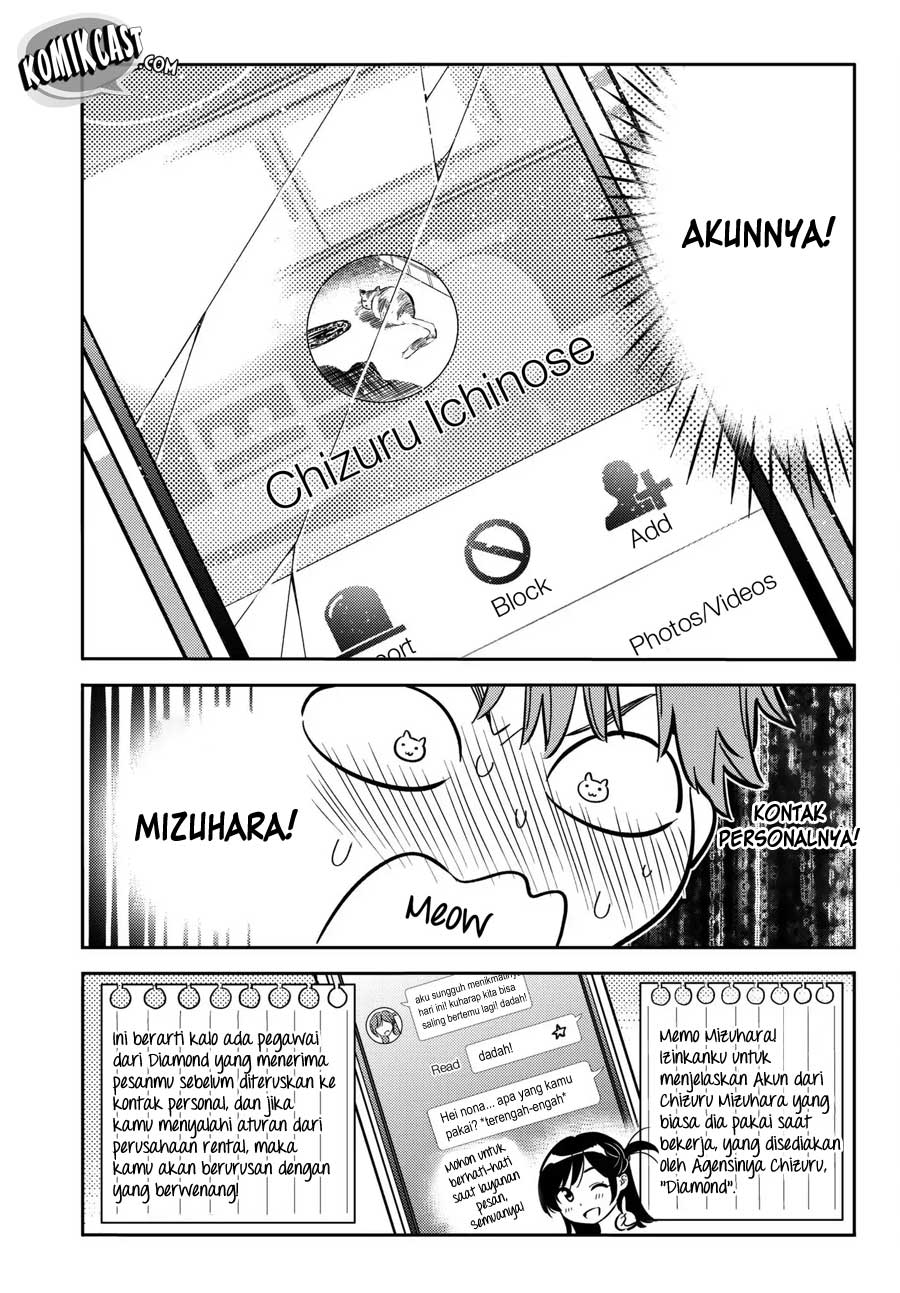 KOMIKCAST
.COM
AKUNNYA!
Chizuru Ichinose
Add
Block
Photos/Videos
KONTAK
PERSONALNYA!
MIZUHARA!
Meow
Memo Mizuhara!
Izinkanku untuk
menjelaskan Akun dari
Chizuru Mizuhara yang
biasa dia pakai saat
bekerja, yang disediakan
oleh Agensinya Chizuru,
"Diamond".
aku sungguh menikmati
hari ini! kuharap kita bisa
saling bertemu lagi! dadah!
Read
dadah!
Hei nona... apa yang kamu
pakai? *terengah-engah*
Mohon untuk
berhati-hati
saat layanan
pesan,
semuanya!
Ini berarti kalo ada pegawai
dari Diamond yang menerima
pesanmu sebelum diteruskan ke
kontak personal, dan jika
kamu menyalahi aturan dari
perusahaan rental, maka
kamu akan berurusan dengan
yang berwenang!